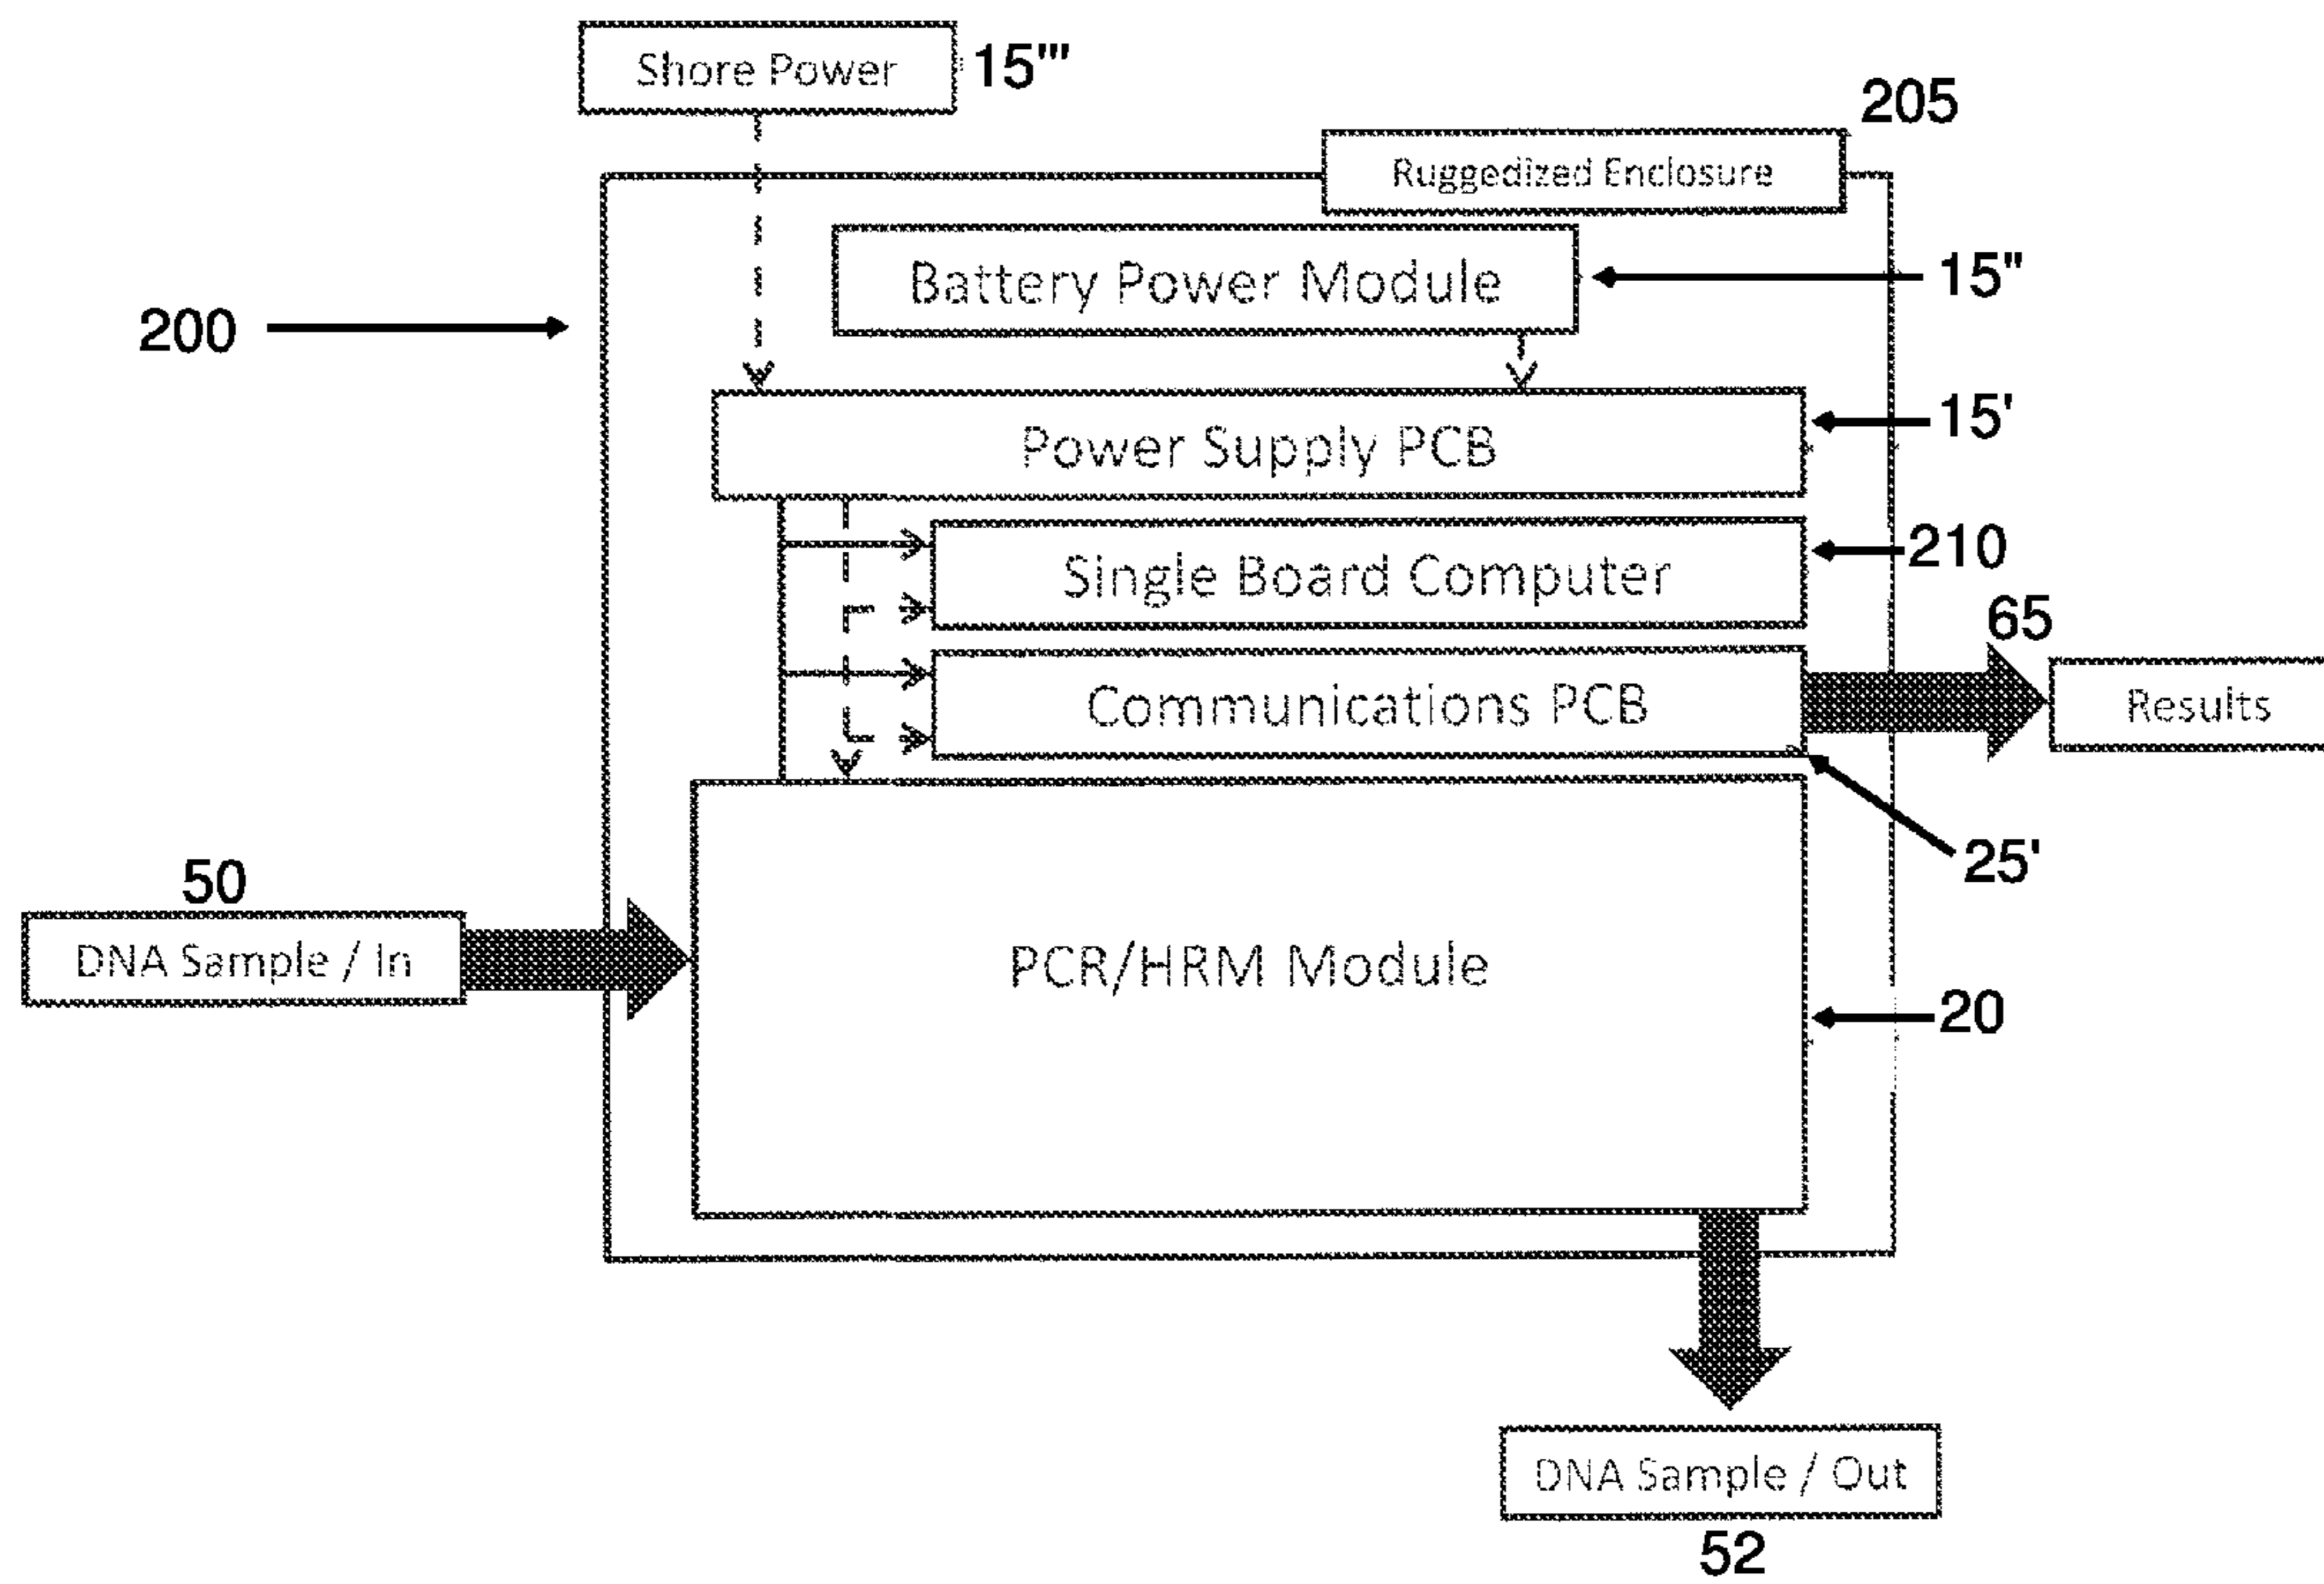 Shore Power 15'''
205
Ruggedized Enclosure
Battery Power Module 15''
200
Power Supply PCB 15'
Single Board Computer 210
65
Communications PCB Results
25'
50
DNA Sample / In
PCR/HRM Module
20
DNA Sample / Out
52